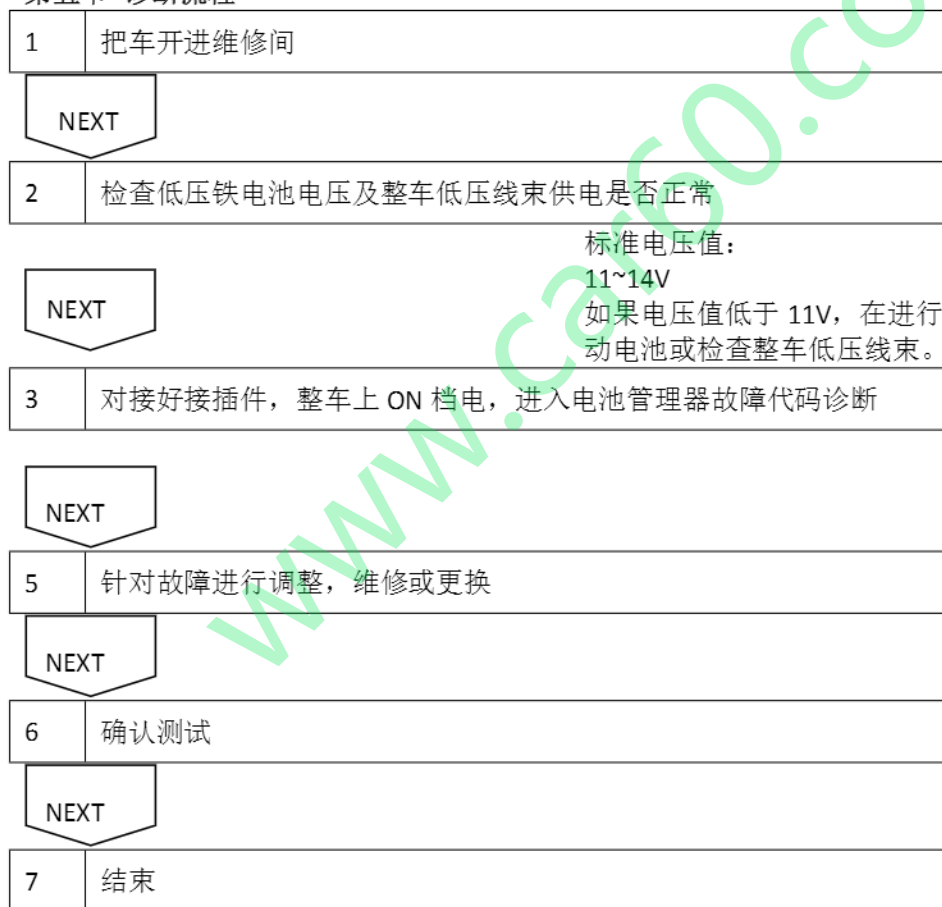 1 把车开进维修间
NEXT
2 检查低压铁电池电压及整车低压线束供电是否正常
标准电压值：
11~14V
NEXT
如果电压值低于 11V，在进行
动电池或检查整车低压线束。
3 对接好接插件，整车上 ON 档电，进入电池管理器故障代码诊断
NEXT
5 针对故障进行调整，维修或更换
NEXT
6 确认测试
NEXT
7 结束